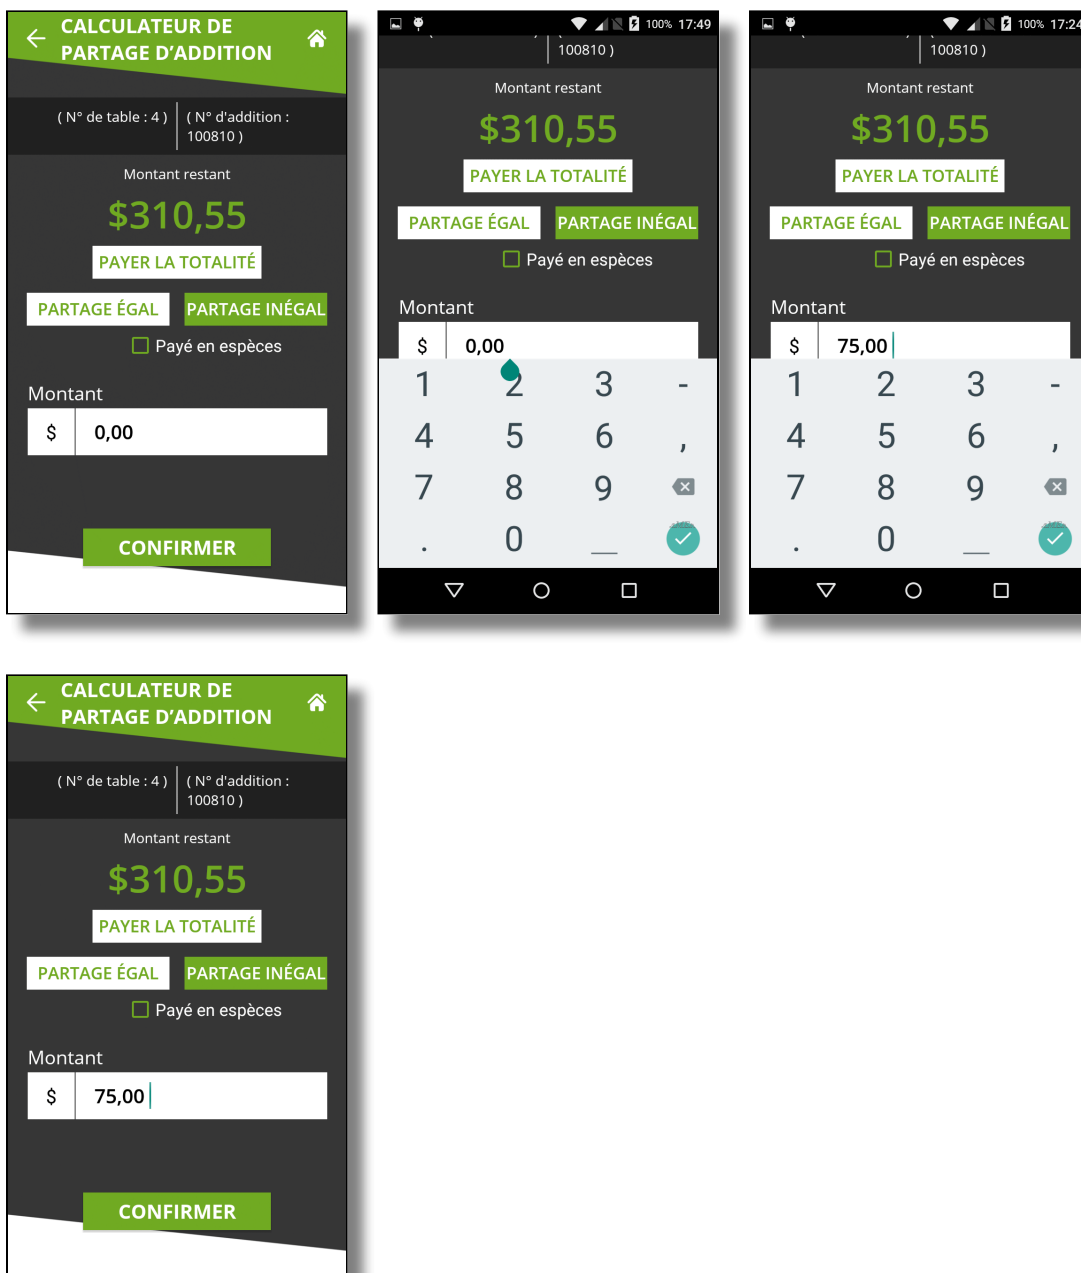 CALCULATEUR DE
PARTAGE D’ADDITION
( N° de table : 4 )
( N° d'addition :
100810 )
Montant restant
$310,55
PAYER LA TOTALITÉ
PARTAGE ÉGAL
PARTAGE INÉGAL
Payé en espèces
Montant
$ 0,00
CONFIRMER
100% 17:49
100810 )
Montant restant
$310,55
PAYER LA TOTALITÉ
PARTAGE ÉGAL
PARTAGE INÉGAL
Payé en espèces
Montant
$ 0,00
1 2 3 -
4 5 6 ,
7 8 9
. 0 _
100% 17:24
100810 )
Montant restant
$310,55
PAYER LA TOTALITÉ
PARTAGE ÉGAL
PARTAGE INÉGAL
Payé en espèces
Montant
$ 75,00
1 2 3 -
4 5 6 ,
7 8 9
. 0 _
CALCULATEUR DE
PARTAGE D’ADDITION
( N° de table : 4 )
( N° d'addition :
100810 )
Montant restant
$310,55
PAYER LA TOTALITÉ
PARTAGE ÉGAL
PARTAGE INÉGAL
Payé en espèces
Montant
$ 75,00
CONFIRMER